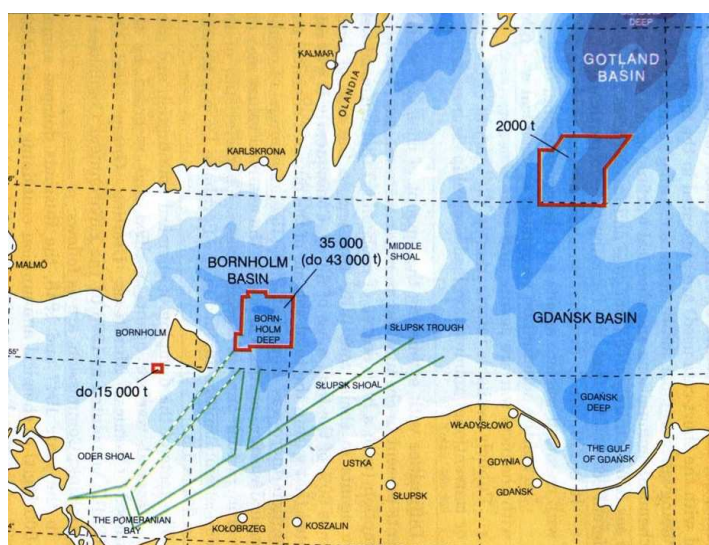 DEEP
GOTLAND
BASIN
KALMAR
OLANDIA
2000 t
KARLSKRONA
6°
35 000
(do 43 000 t)
MIDDLE
SHOAL
BORNHOLM
BASIN
MALMÖ
BORN-
HOLM
DEEP
GDAŃSK BASIN
BORNHOLM
SŁUPSK TROUGH
55°
do 15 000 t
SŁUPSK SHOAL
GDAŃSK
DEEP
WŁADYSŁOWO
ODER SHOAL
USTKA
GDYNIA
THE GULF
OF GDAŃSK
SŁUPSK
GDAŃSK
THE POMERANIAN
BAY
KOŁOBRZEG
KOSZALIN
4°